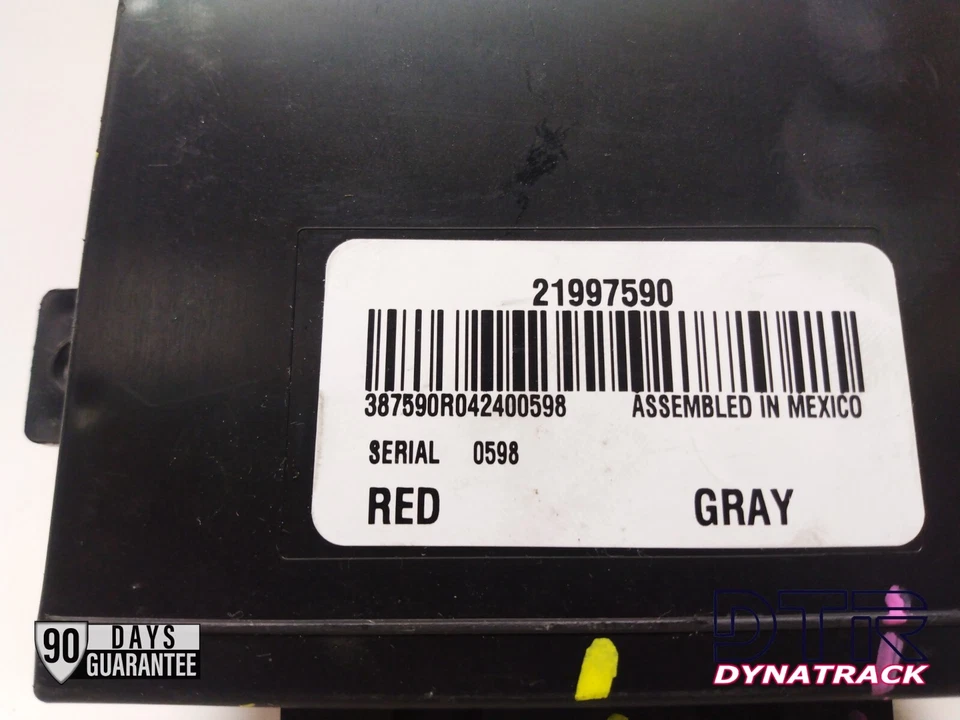 21997590
387590R042400598 ASSEMBLED IN MEXICO
SERIAL 0598
RED GRAY
90 DAYS GUARANTEE
DTR
DYNATRACK